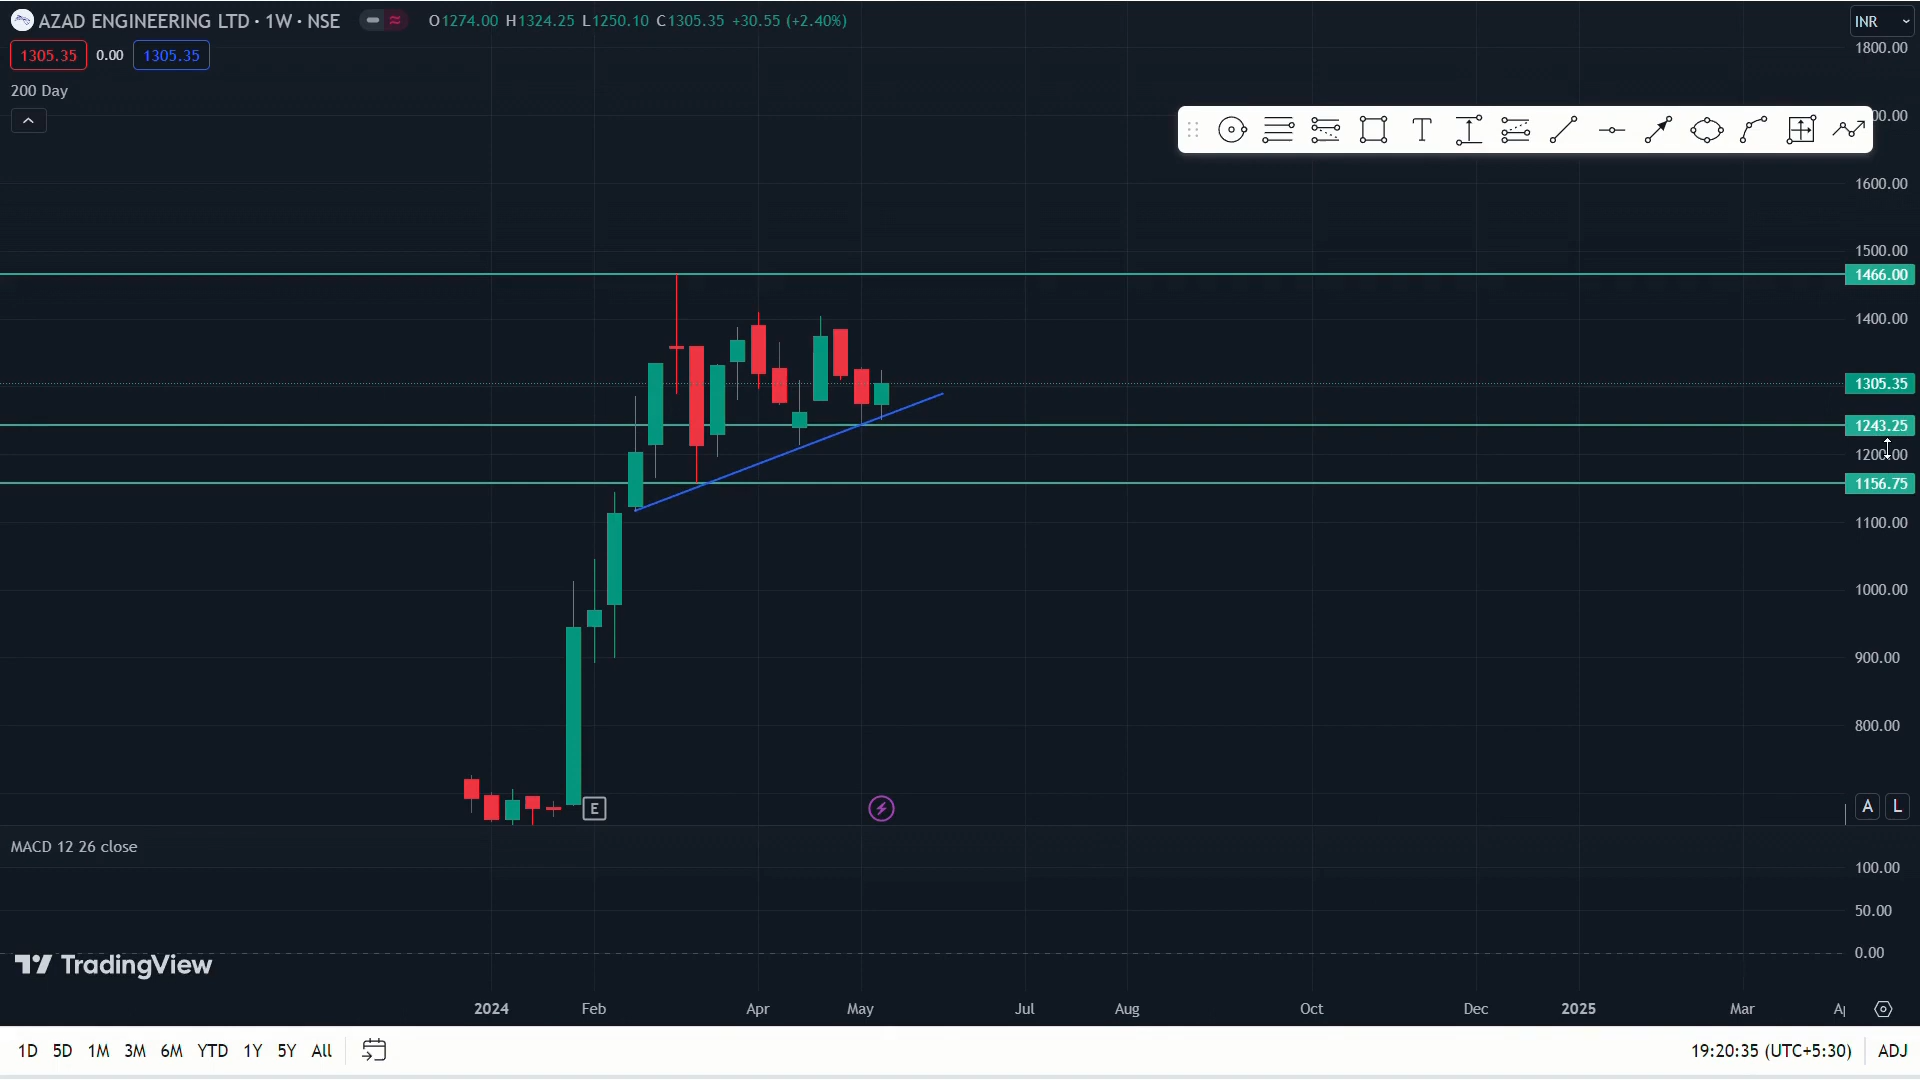 AZAD ENGINEERING LTD · 1W · NSE O1274.00 H1324.25 L1250.10 C1305.35 +30.55 (+2.40%)
INR
1305.35 0.00 1305.35
200 Day
1800.00
1600.00
1500.00
1466.00
1400.00
1305.35
1243.25
1156.75
1100.00
1000.00
900.00
800.00
E
A L
MACD 12 26 close
100.00
50.00
0.00
TradingView
2024 Feb Apr May Jul Aug Oct Dec 2025 Mar
1D 5D 1M 3M 6M YTD 1Y 5Y All
19:20:35 (UTC+5:30) ADJ